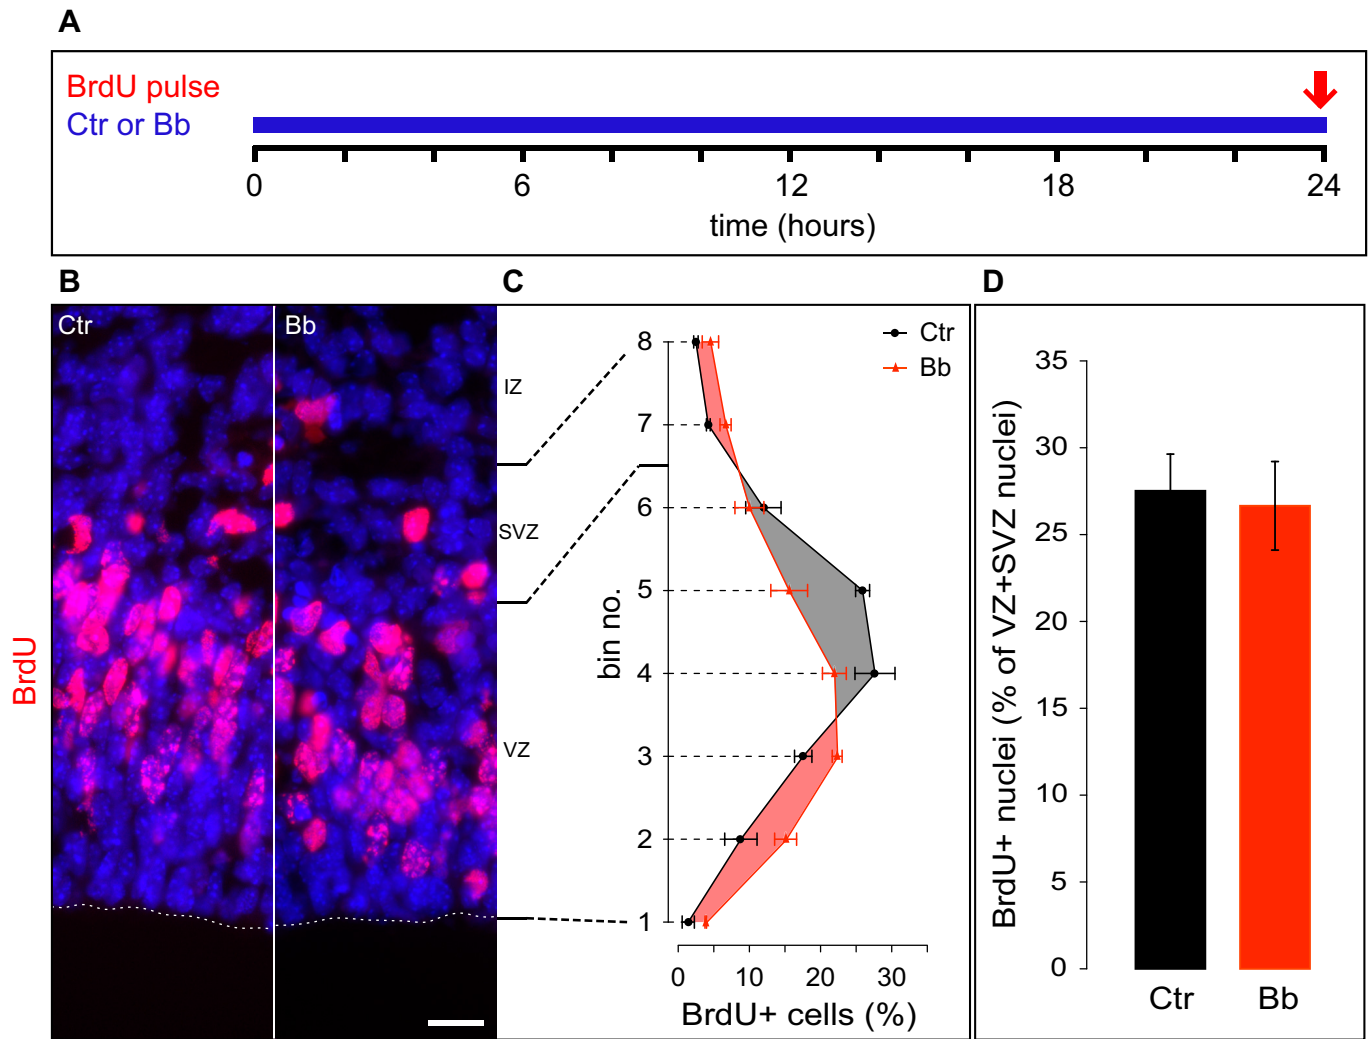 A
BrdU pulse
Ctr or Bb
0 6 12 18 24
time (hours)
B
C
D
Ctr
Bb
BrdU
IZ
SVZ
VZ
Ctr
Bb
8
7
6
5
4
3
2
1
bin no.
0 10 20 30
BrdU+ cells (%)
BrdU+ nuclei (% of VZ+SVZ nuclei)
35
30
25
20
15
10
5
0
Ctr Bb